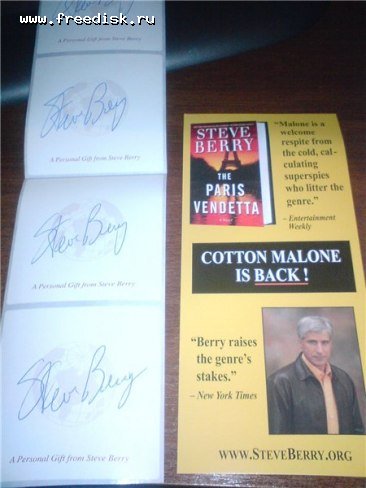 www.freedisk.ru
A Personal Gift from Steve Berry
Steve Berry
A Personal Gift from Steve Berry
Steve Berry
A Personal Gift from Steve Berry
Steve Berry
A Personal Gift from Steve Berry
STEVE
BERRY
THE
PARIS
VENDETTA
“Malone is a
welcome
respite from
the cold, cal-
culating
superspies
who litter the
genre.”
– Entertainment
Weekly
COTTON MALONE
IS BACK!
“Berry raises
the genre’s
stakes.”
– New York Times
WWW.STEVEBERRY.ORG